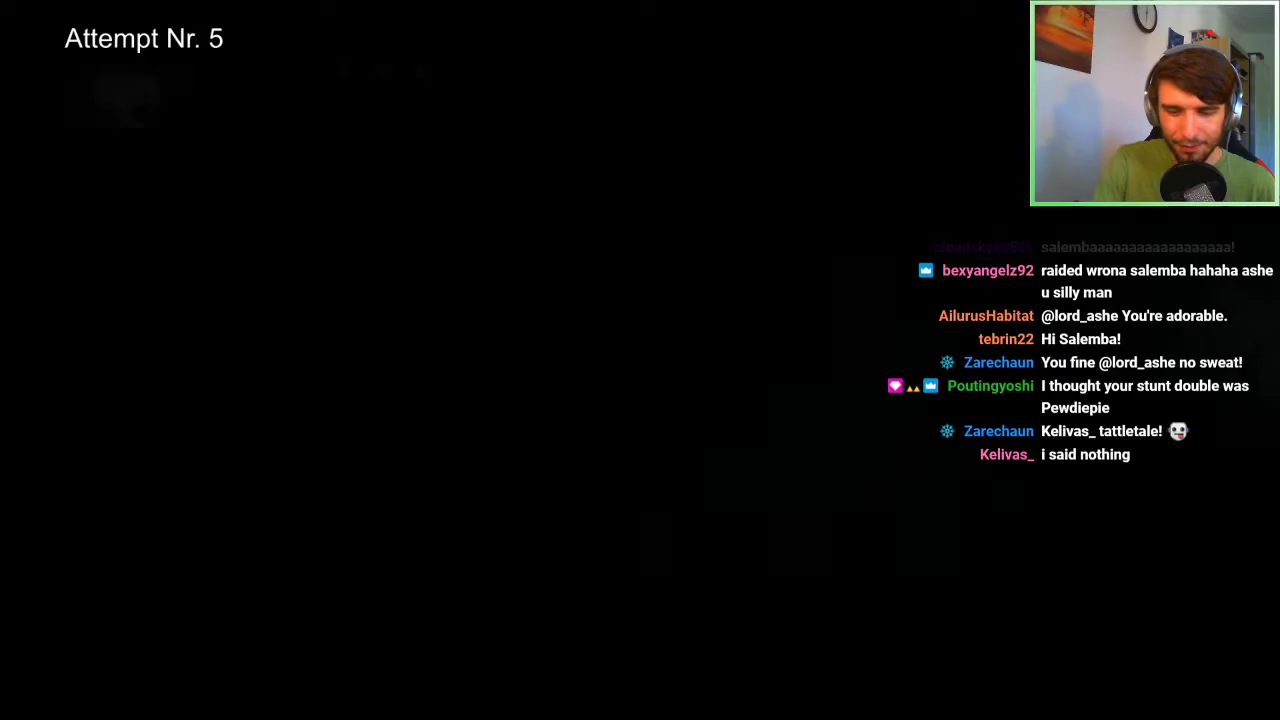 Attempt Nr. 5
salembaaaaaaaaaaaaaaaaaa!
bexyangelz92 raided wrona salemba hahaha ashe
u silly man
AilurusHabitat @lord_ashe You're adorable.
tebrin22 Hi Salemba!
Zarechaun You fine @lord_ashe no sweat!
Poutingyoshi I thought your stunt double was
Pewdiepie
Zarechaun Kelivas_ tattletale!
Kelivas_ i said nothing